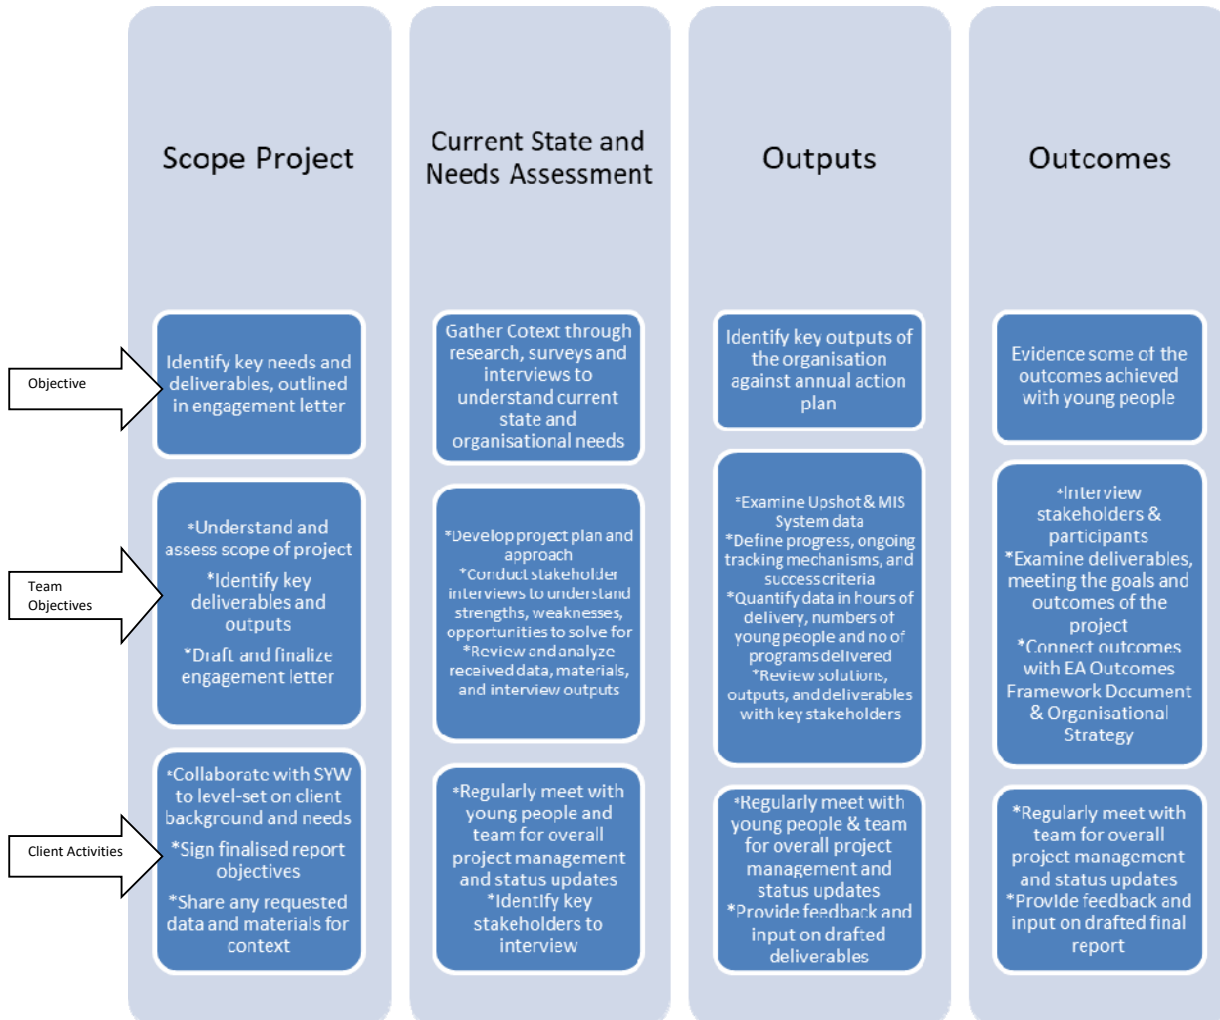 Scope Project
Current State and
Needs Assessment
Outputs
Outcomes
Objective
Identify key needs and
deliverables, outlined
in engagement letter
Gather Cotext through
research, surveys and
interviews to
understand current
state and
organisational needs
Identify key outputs of
the organisation
against annual action
plan
Evidence some of the
outcomes achieved
with young people
Team
Objectives
*Understand and
assess scope of project
*Identify key
deliverables and
outputs
*Draft and finalize
engagement letter
*Develop project plan and
approach
*Conduct stakeholder
interviews to understand
strengths, weaknesses,
opportunities to solve for
*Review and analyze
received data, materials,
and interview outputs
*Examine Upshot & MIS
System data
*Define progress, ongoing
tracking mechanisms, and
success criteria
*Quantify data in hours of
delivery, numbers of
young people and no of
programs delivered
*Review solutions,
outputs, and deliverables
with key stakeholders
*Interview
stakeholders &
participants
*Examine deliverables,
meeting the goals and
outcomes of the
project
*Connect outcomes
with EA Outcomes
Framework Document
& Organisational
Strategy
Client Activities
*Collaborate with SYW
to level-set on client
background and needs
*Sign finalised report
objectives
*Share any requested
data and materials for
context
*Regularly meet with
young people and
team for overall
project management
and status updates
*Identify key
stakeholders to
interview
*Regularly meet with
young people & team
for overall project
management and
status updates
*Provide feedback and
input on drafted
deliverables
*Regularly meet with
team for overall
project management
and status updates
*Provide feedback and
input on drafted final
report